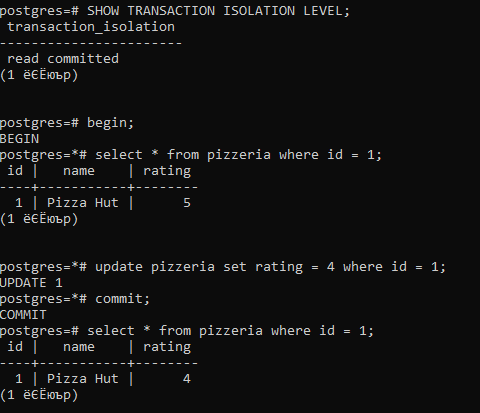 postgres=# SHOW TRANSACTION ISOLATION LEVEL;
 transaction_isolation
-----------------------
 read committed
(1 ёЄЁюър)
postgres=# begin;
BEGIN
postgres=*# select * from pizzeria where id = 1;
 id |   name    | rating
----+-----------+--------
  1 | Pizza Hut |      5
(1 ёЄЁюър)
postgres=*# update pizzeria set rating = 4 where id = 1;
UPDATE 1
postgres=*# commit;
COMMIT
postgres=# select * from pizzeria where id = 1;
 id |   name    | rating
----+-----------+--------
  1 | Pizza Hut |      4
(1 ёЄЁюър)